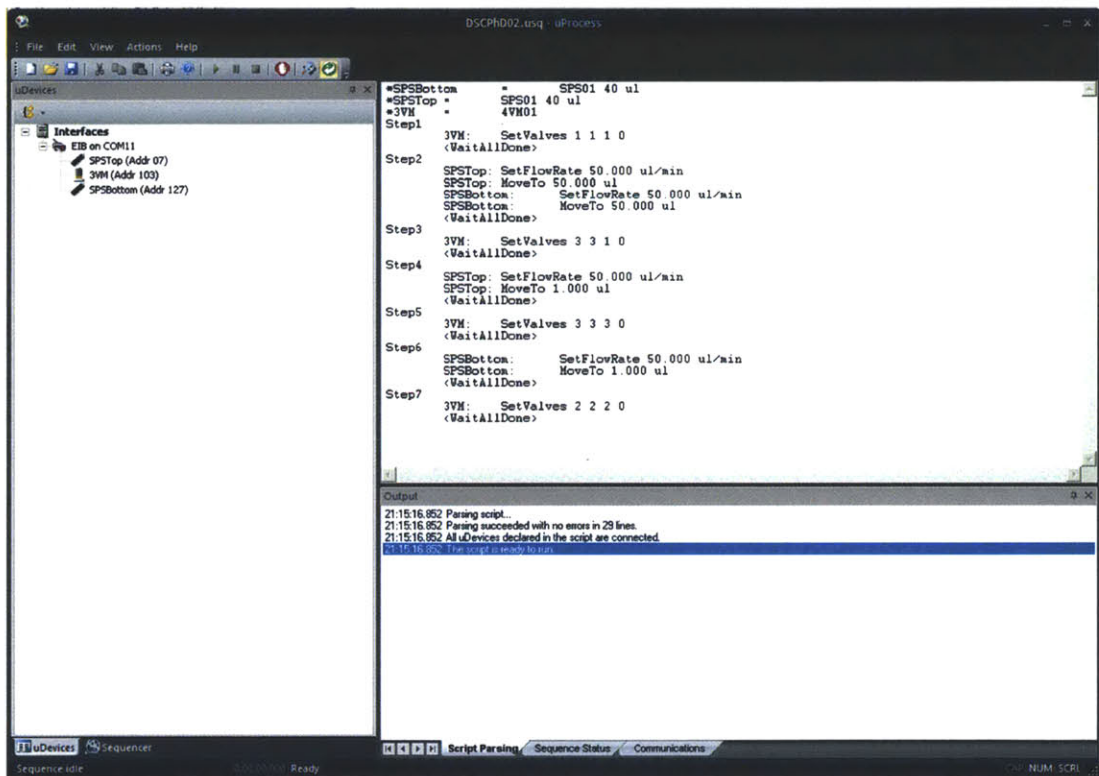 DSCPhD02.usq - uProcess
File Edit View Actions Help
uDevices
Interfaces
EIB on COM11
SPSTop (Addr 07)
3VM (Addr 103)
SPSBottom (Addr 127)
*SPSBottom = SPS01 40 ul
*SPSTop = SPS01 40 ul
*3VM = 4VM01
Step1
3VM: SetValves 1 1 1 0
<WaitAllDone>
Step2
SPSTop: SetFlowRate 50.000 ul/min
SPSTop: MoveTo 50.000 ul
SPSBottom: SetFlowRate 50.000 ul/min
SPSBottom: MoveTo 50.000 ul
<WaitAllDone>
Step3
3VM: SetValves 3 3 1 0
<WaitAllDone>
Step4
SPSTop: SetFlowRate 50.000 ul/min
SPSTop: MoveTo 1.000 ul
<WaitAllDone>
Step5
3VM: SetValves 3 3 3 0
<WaitAllDone>
Step6
SPSBottom: SetFlowRate 50.000 ul/min
SPSBottom: MoveTo 1.000 ul
<WaitAllDone>
Step7
3VM: SetValves 2 2 2 0
<WaitAllDone>
Output
21:15:16.852 Parsing script...
21:15:16.852 Parsing succeeded with no errors in 29 lines.
21:15:16.852 All uDevices declared in the script are connected.
21:15:16.852 The script is ready to run.
uDevices Sequencer
Script Parsing Sequence Status Communications
Sequence idle Ready CAP NUM SCRL